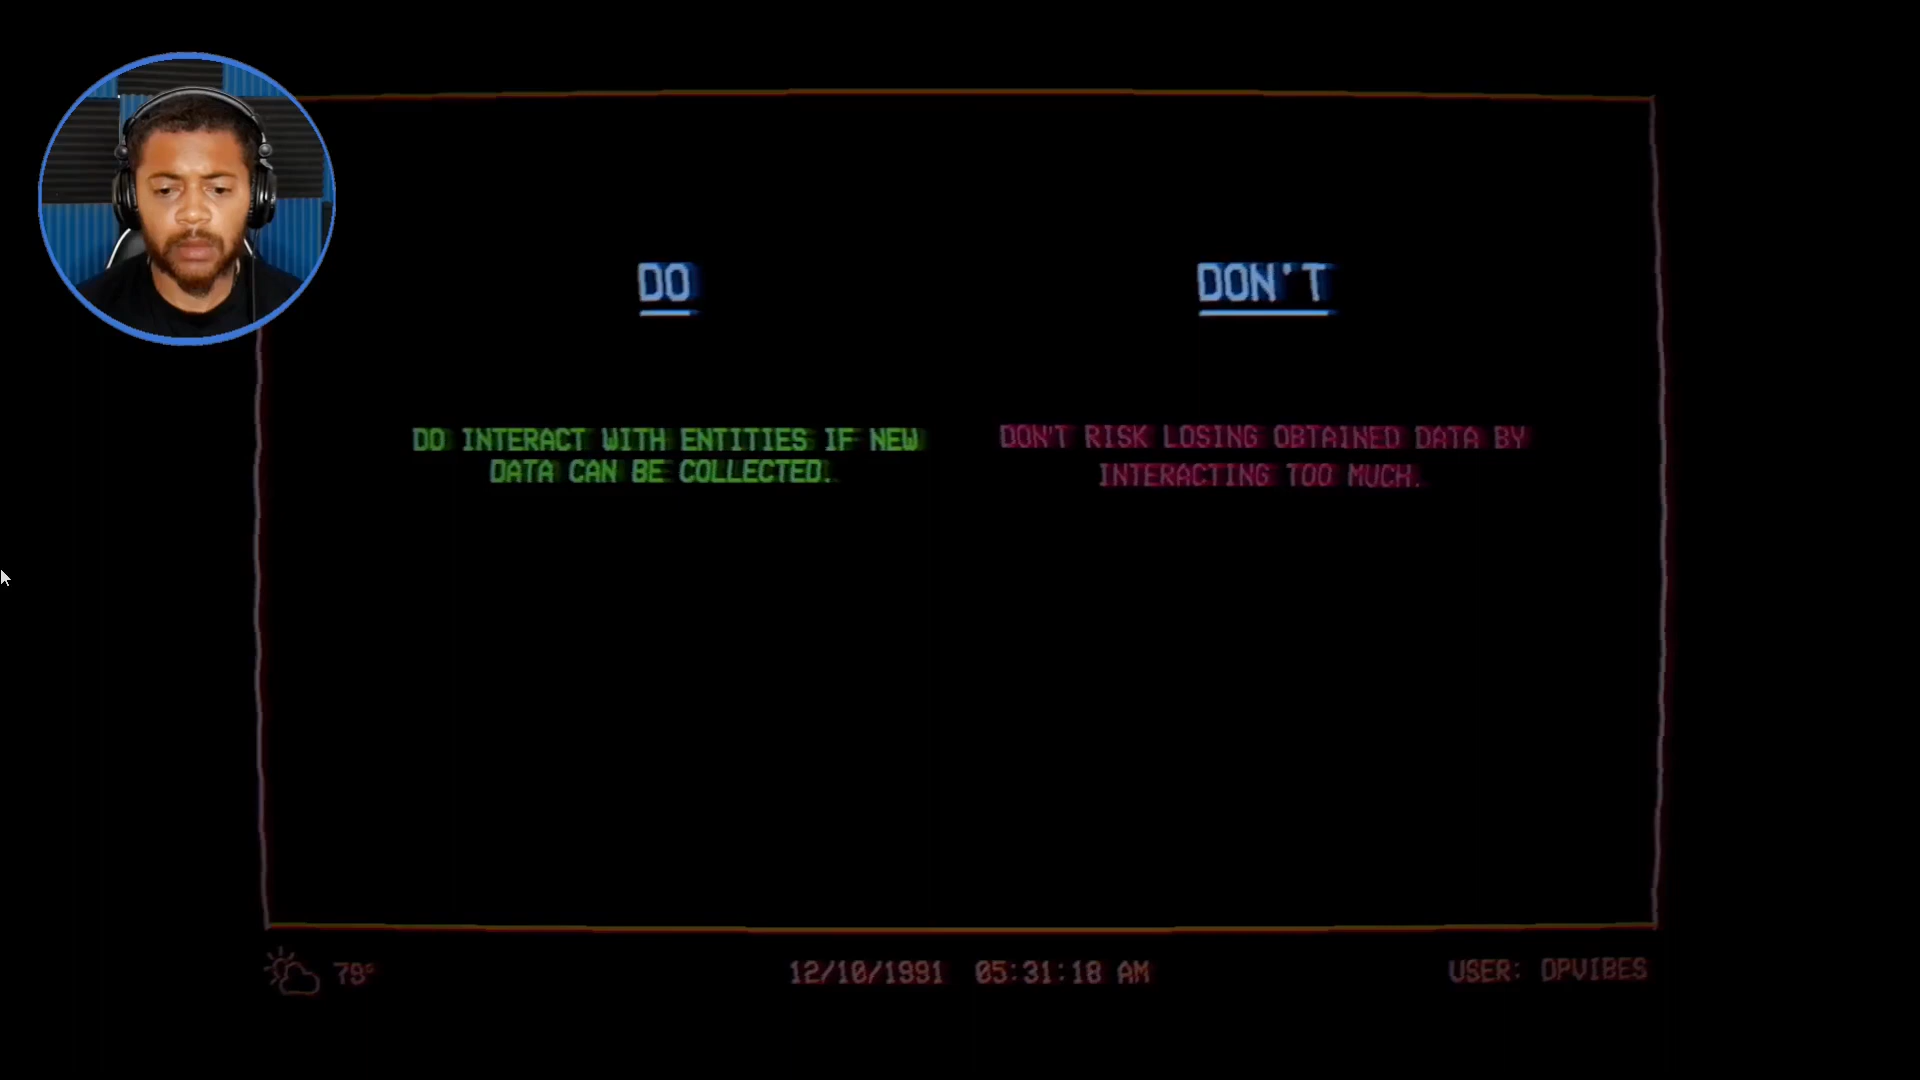 DO
DON'T
DO INTERACT WITH ENTITIES IF NEW
DATA CAN BE COLLECTED.
DON'T RISK LOSING OBTAINED DATA BY
INTERACTING TOO MUCH.
78° 12/10/1991 05:31:18 AM USER: DPVIBES